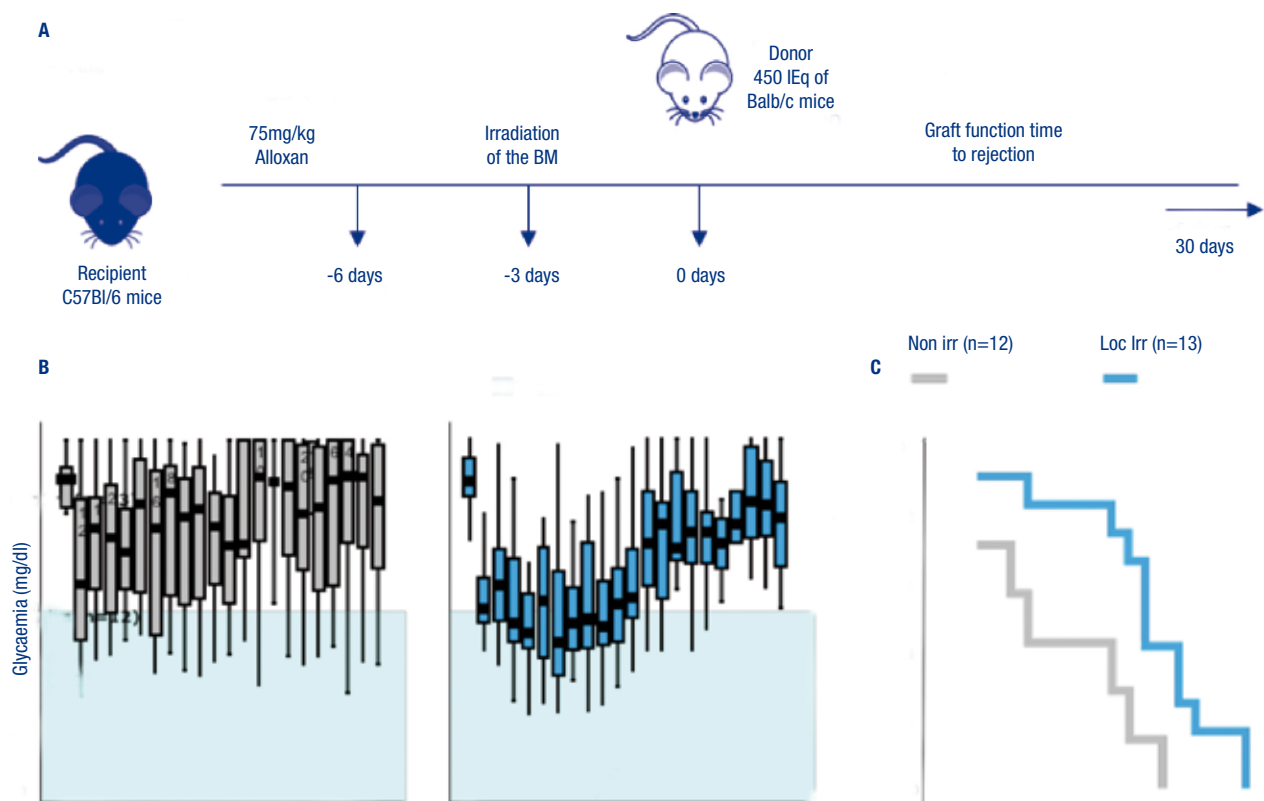 A
Donor
450 IEq of
Balb/c mice
75mg/kg
Alloxan
Irradiation
of the BM
Graft function time
to rejection
-6 days
-3 days
0 days
30 days
Recipient
C57Bl/6 mice
Non irr (n=12)
Loc Irr (n=13)
B
C
Glycaemia (mg/dl)
n=12)